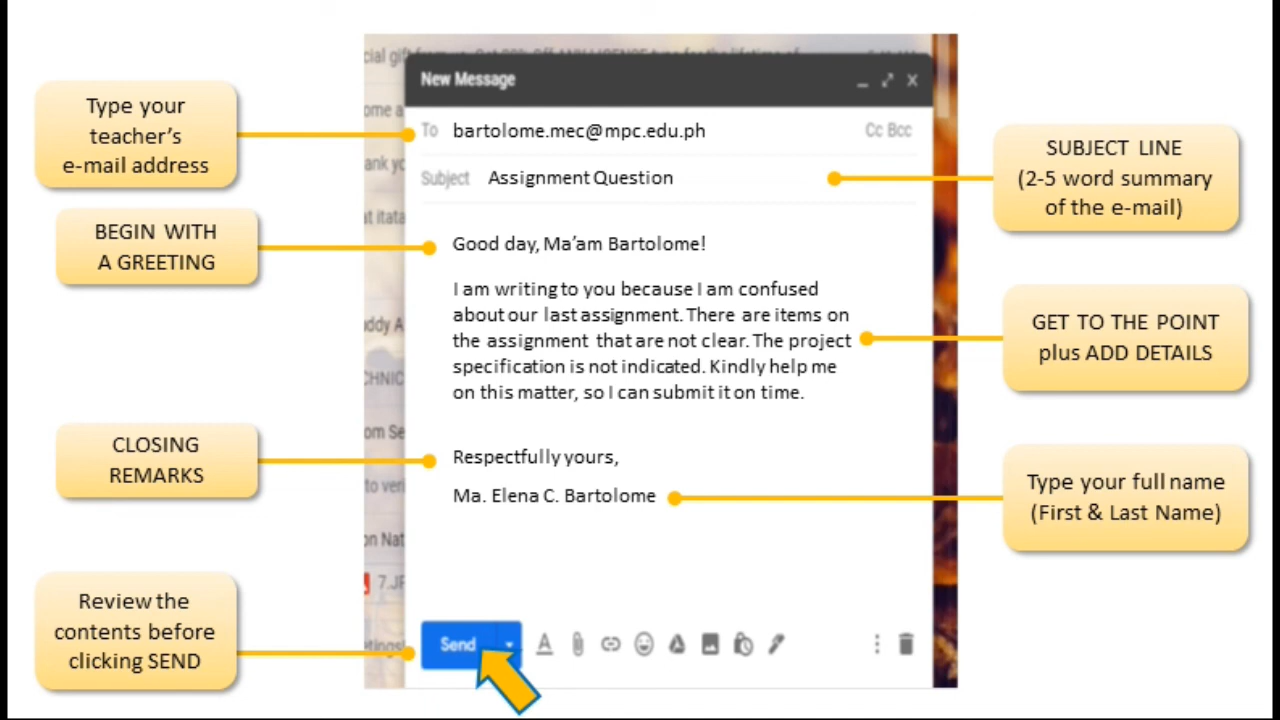 New Message
Type your
teacher's
e-mail address
To bartolome.mec@mpc.edu.ph Cc Bcc
SUBJECT LINE
(2-5 word summary
of the e-mail)
Subject Assignment Question
BEGIN WITH
A GREETING
Good day, Ma'am Bartolome!
I am writing to you because I am confused
about our last assignment. There are items on
the assignment that are not clear. The project
specification is not indicated. Kindly help me
on this matter, so I can submit it on time.
GET TO THE POINT
plus ADD DETAILS
CLOSING
REMARKS
Respectfully yours,
Ma. Elena C. Bartolome
Type your full name
(First & Last Name)
Review the
contents before
clicking SEND
Send